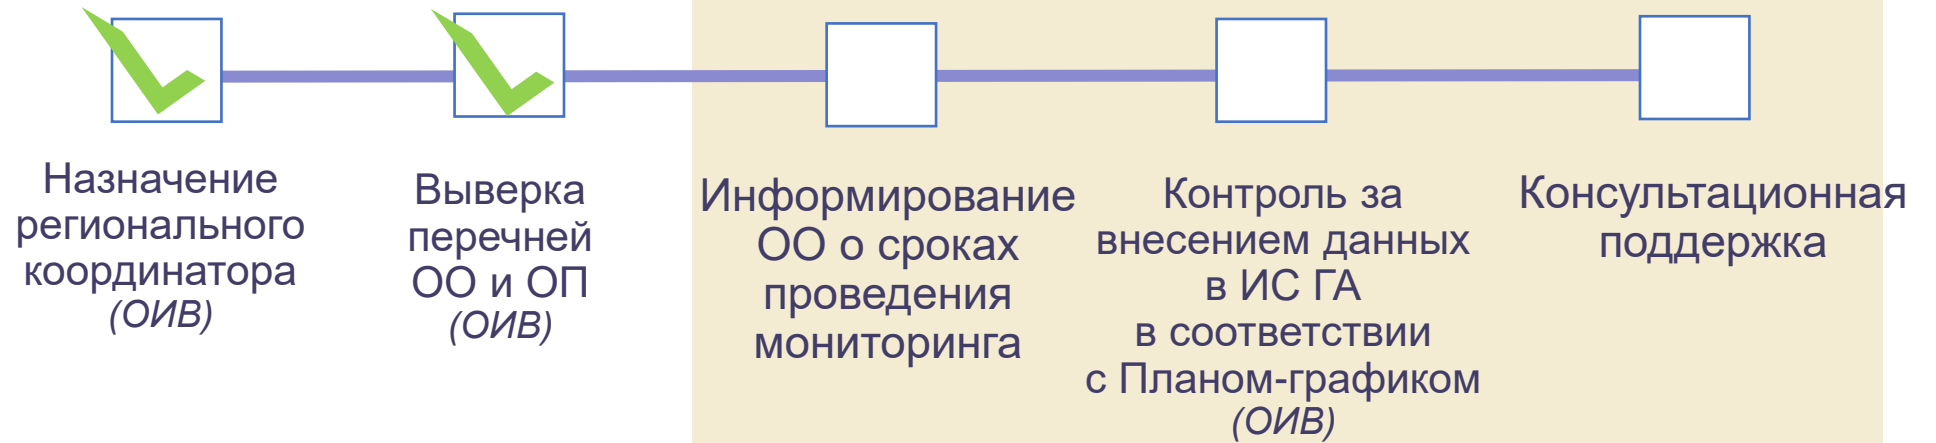 Назначение
регионального
координатора
(ОИВ)
Выверка
перечней
ОО и ОП
(ОИВ)
Информирование
ОО о сроках
проведения
мониторинга
Контроль за
внесением данных
в ИС ГА
в соответствии
с Планом-графиком
(ОИВ)
Консультационная
поддержка